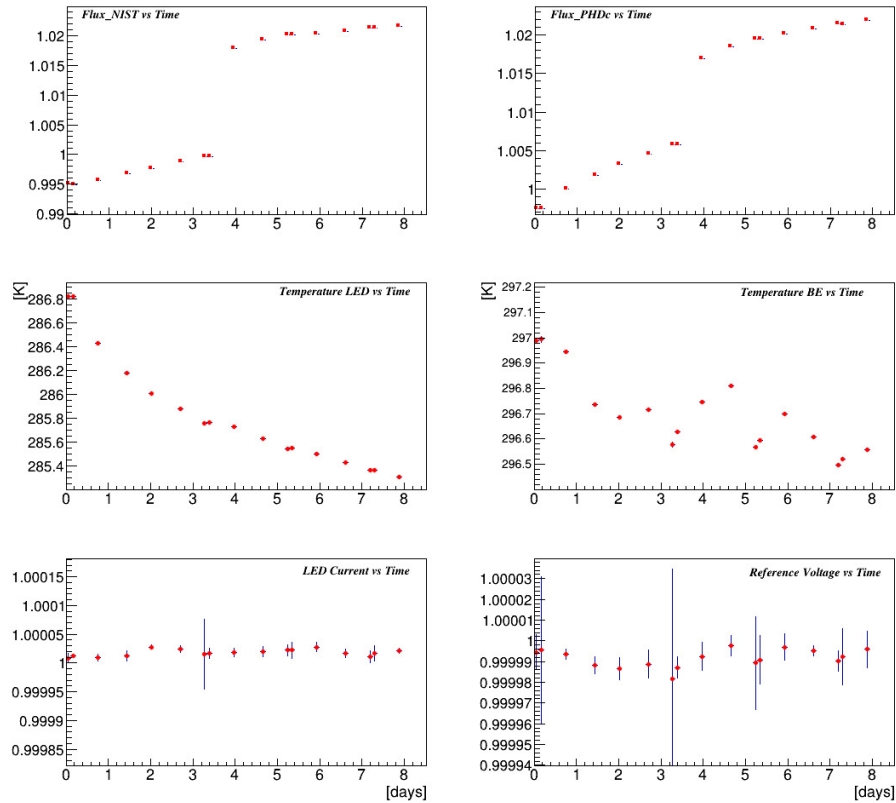 Flux_NIST vs Time
1.02
1.015
1.01
1.005
1
0.995
0.99
0 1 2 3 4 5 6 7 8
Flux_PHDc vs Time
1.02
1.015
1.01
1.005
1
0 1 2 3 4 5 6 7 8
[K]
Temperature LED vs Time
286.8
286.6
286.4
286.2
286
285.8
285.6
285.4
0 1 2 3 4 5 6 7 8
[K]
Temperature BE vs Time
297.2
297.1
297
296.9
296.8
296.7
296.6
296.5
0 1 2 3 4 5 6 7 8
LED Current vs Time
1.00015
1.0001
1.00005
1
0.99995
0.9999
0.99985
0 1 2 3 4 5 6 7 8
[days]
Reference Voltage vs Time
1.00003
1.00002
1.00001
1
0.99999
0.99998
0.99997
0.99996
0.99995
0.99994
0 1 2 3 4 5 6 7 8
[days]